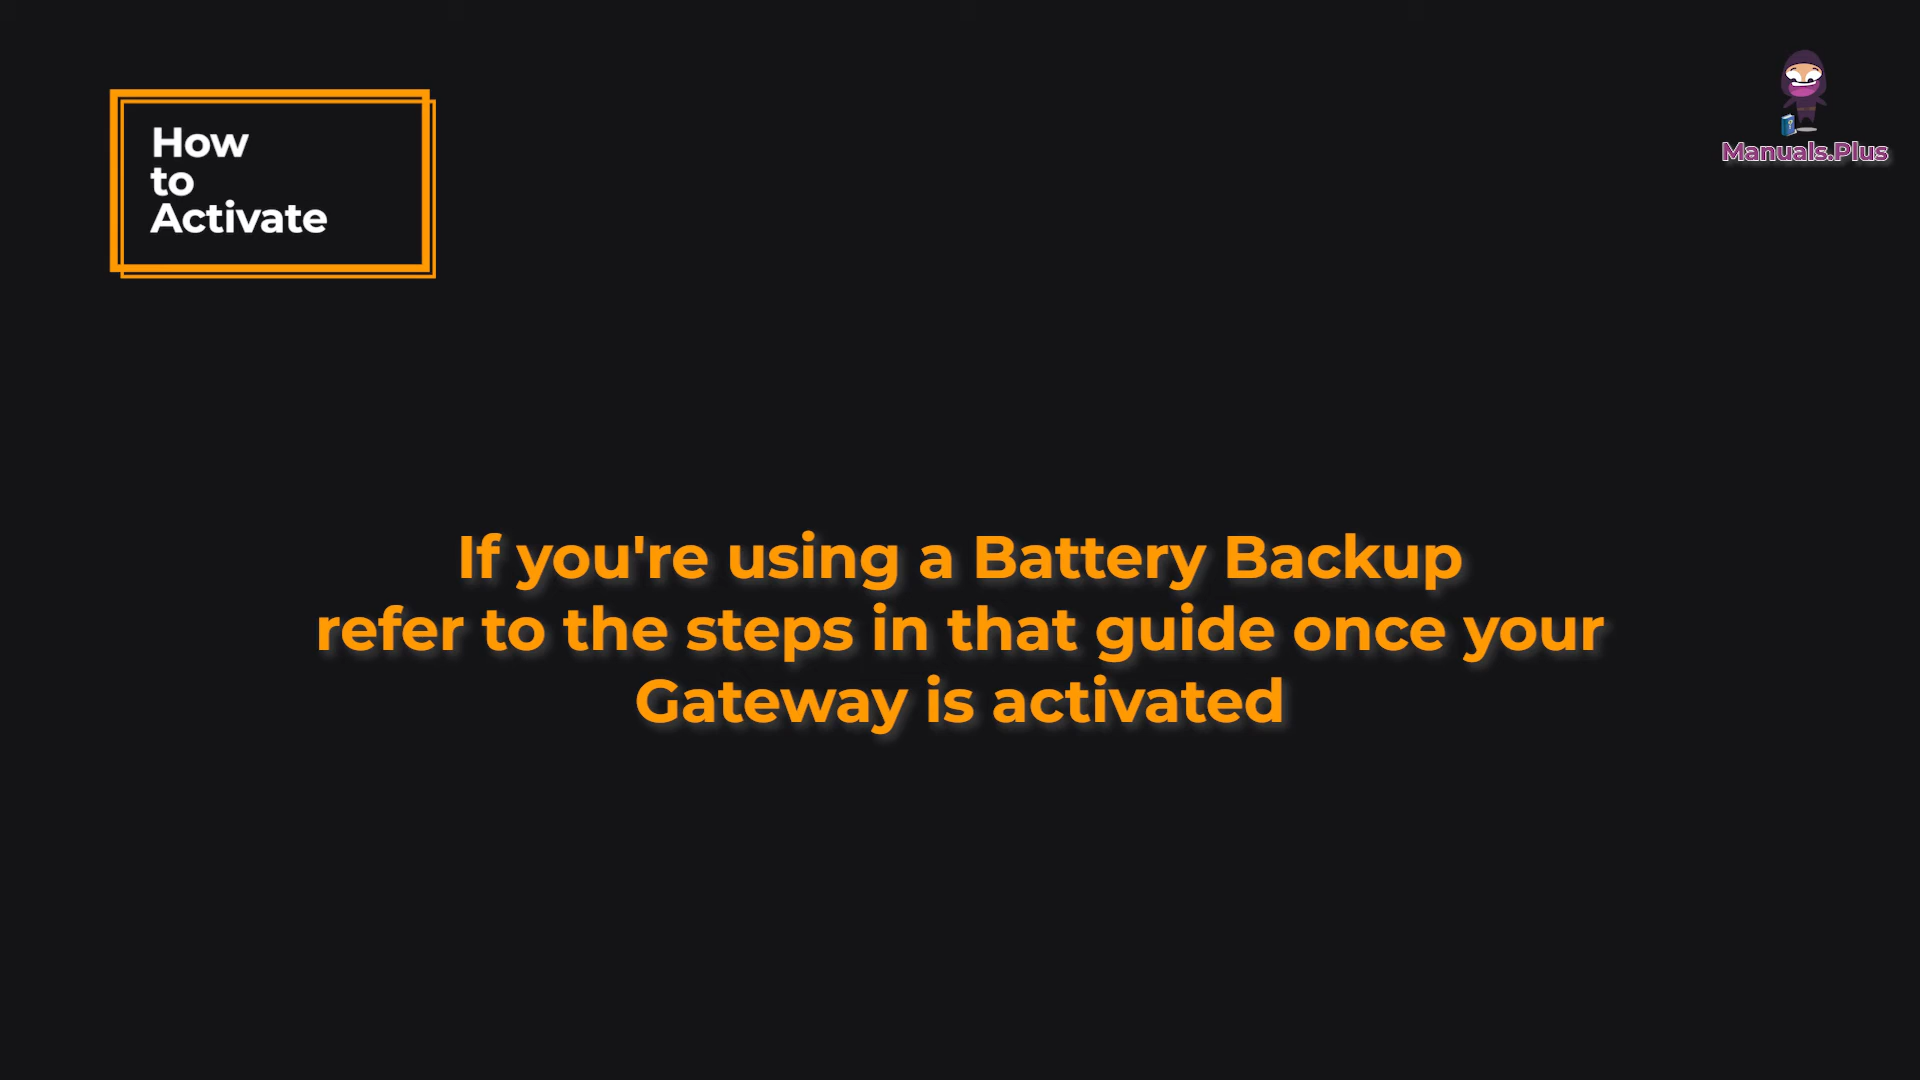 How
to
Activate
Manuals.Plus
If you're using a Battery Backup
refer to the steps in that guide once your
Gateway is activated